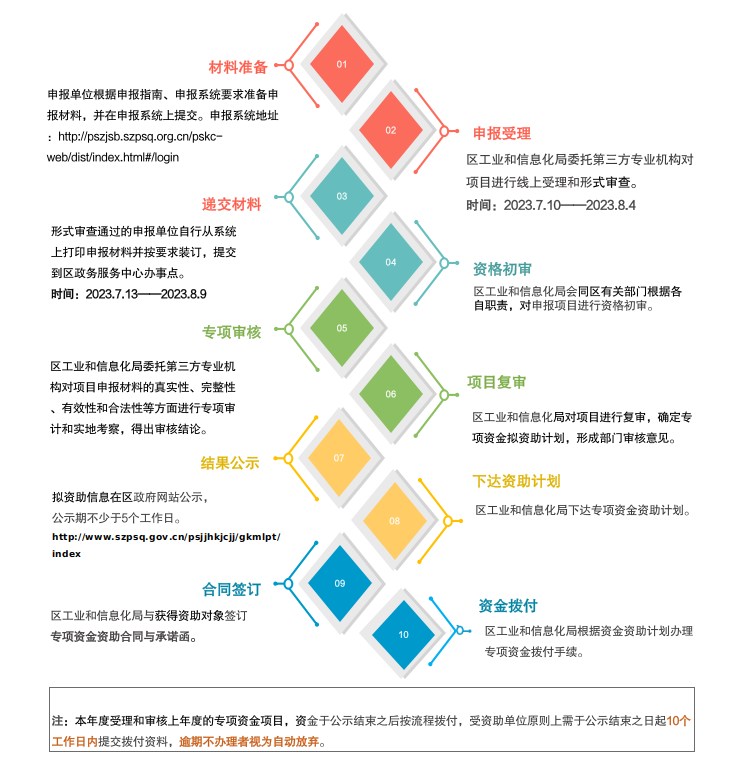 01
材料准备
申报单位根据申报指南、申报系统要求准备申
报材料，并在申报系统上提交。申报系统地址
：http://pszjsb.szpsq.org.cn/pskc-
web/dist/index.html#/login
02
申报受理
区工业和信息化局委托第三方专业机构对
项目进行线上受理和形式审查。
时间：2023.7.10——2023.8.4
03
递交材料
形式审查通过的申报单位自行从系统
上打印申报材料并按要求装订，提交
到区政务服务中心办事点。
时间：2023.7.13——2023.8.9
04
资格初审
区工业和信息化局会同区有关部门根据各
自职责，对申报项目进行资格初审。
05
专项审核
区工业和信息化局委托第三方专业机
构对项目申报材料的真实性、完整性
、有效性和合法性等方面进行专项审
计和实地考察，得出审核结论。
06
项目复审
区工业和信息化局对项目进行复审，确定专
项资金拟资助计划，形成部门审核意见。
07
结果公示
拟资助信息在区政府网站公示，
公示期不少于5个工作日。
http://www.szpsq.gov.cn/psjjhkjcjj/gkmlpt/
index
08
下达资助计划
区工业和信息化局下达专项资金资助计划。
09
合同签订
区工业和信息化局与获得资助对象签订
专项资金资助合同与承诺函。
10
资金拨付
区工业和信息化局根据资金资助计划办理
专项资金拨付手续。
注：本年度受理和审核上年度的专项资金项目，资金于公示结束之后按流程拨付，受资助单位原则上需于公示结束之日起10个
工作日内提交拨付资料，逾期不办理者视为自动放弃。